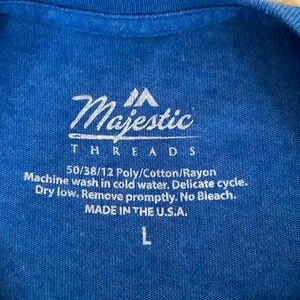 Majestic
THREADS
50/38/12 Poly/Cotton/Rayon
Machine wash in cold water. Delicate cycle.
Dry low. Remove promptly. No Bleach.
MADE IN THE U.S.A.
L